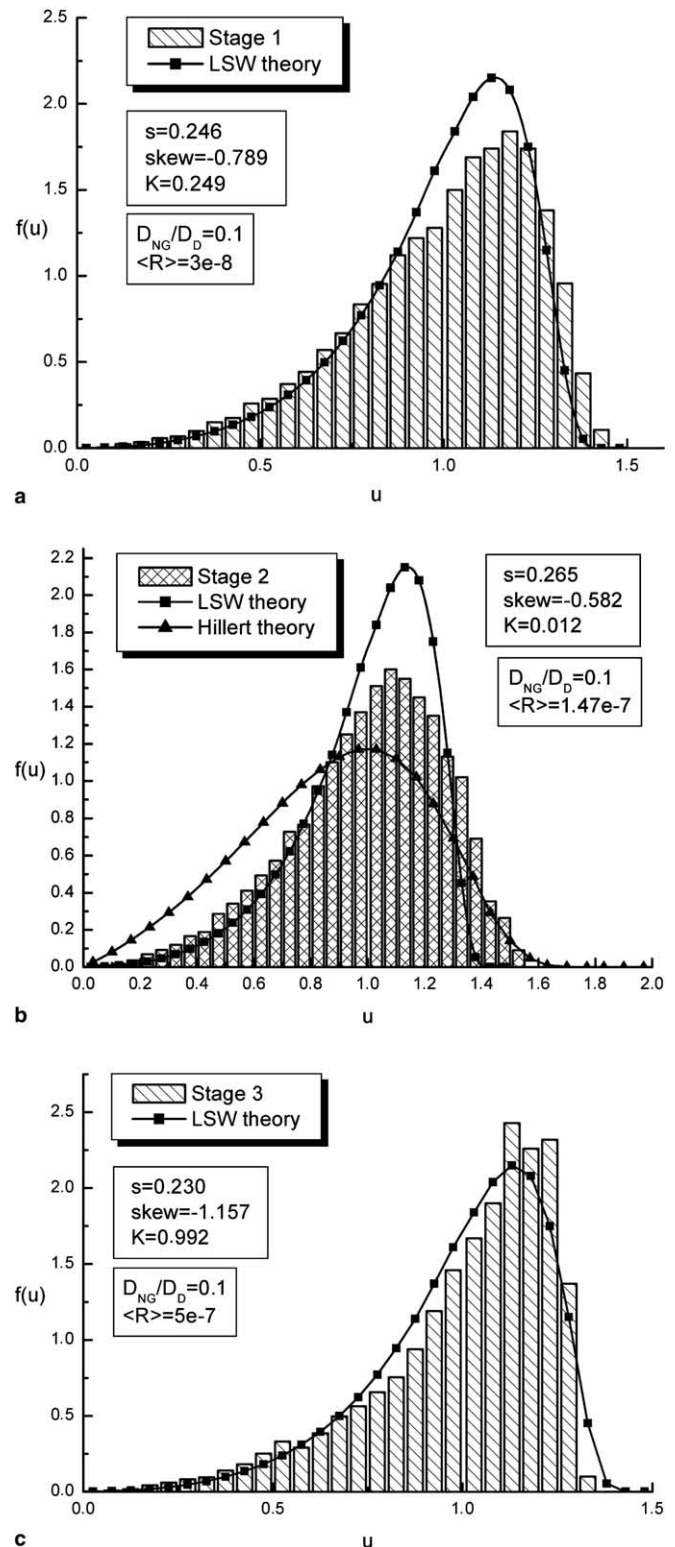 2.5
Stage 1
LSW theory
2.0
s=0.246
skew=-0.789
K=0.249
1.5
f(u)
D_NG/D_D=0.1
<R>=3e-8
1.0
0.5
0.0
0.0 0.5 1.0 1.5
u
a
2.2
Stage 2
LSW theory
Hillert theory
s=0.265
skew=-0.582
K=0.012
2.0
1.8
1.6
D_NG/D_D=0.1
<R>=1.47e-7
1.4
1.2
f(u)
1.0
0.8
0.6
0.4
0.2
0.0
0.0 0.2 0.4 0.6 0.8 1.0 1.2 1.4 1.6 1.8 2.0
u
b
Stage 3
LSW theory
2.5
2.0
s=0.230
skew=-1.157
K=0.992
1.5
f(u)
D_NG/D_D=0.1
<R>=5e-7
1.0
0.5
0.0
0.0 0.5 1.0 1.5
u
c